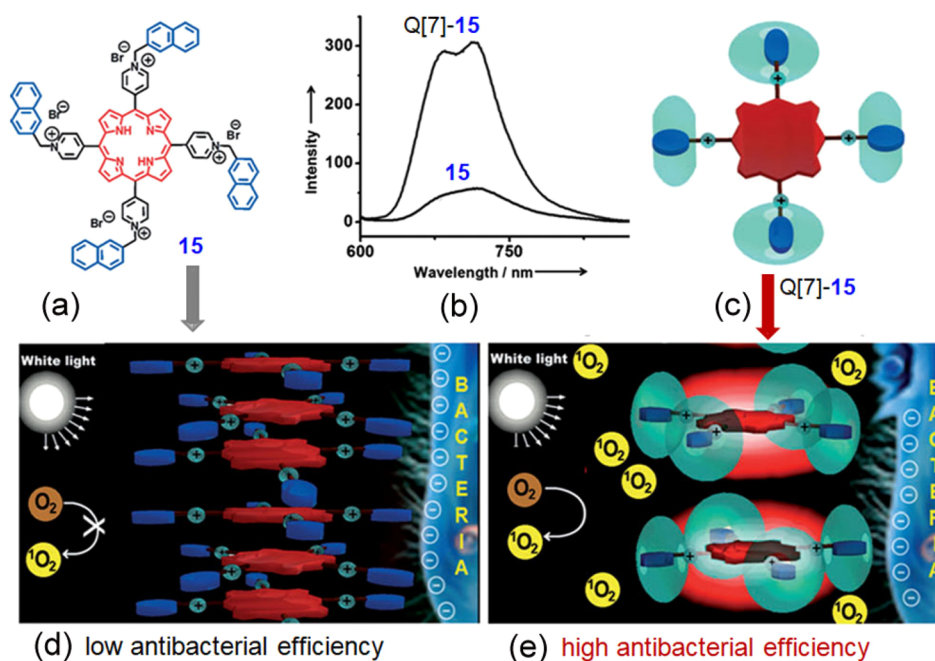 Br⁻
N
+
Br⁻
N
+
NH
N
N
HN
Br⁻
N
+
Br⁻
N
+
15
(a)
Q[7]-15
15
300
200
100
0
600
750
Intensity
Wavelength / nm
(b)
+
+
+
+
(c)
Q[7]-15
White light
O₂
¹O₂
BACTERIA
(d) low antibacterial efficiency
White light
O₂
¹O₂
¹O₂
¹O₂
¹O₂
¹O₂
¹O₂
¹O₂
¹O₂
BACTERIA
(e) high antibacterial efficiency